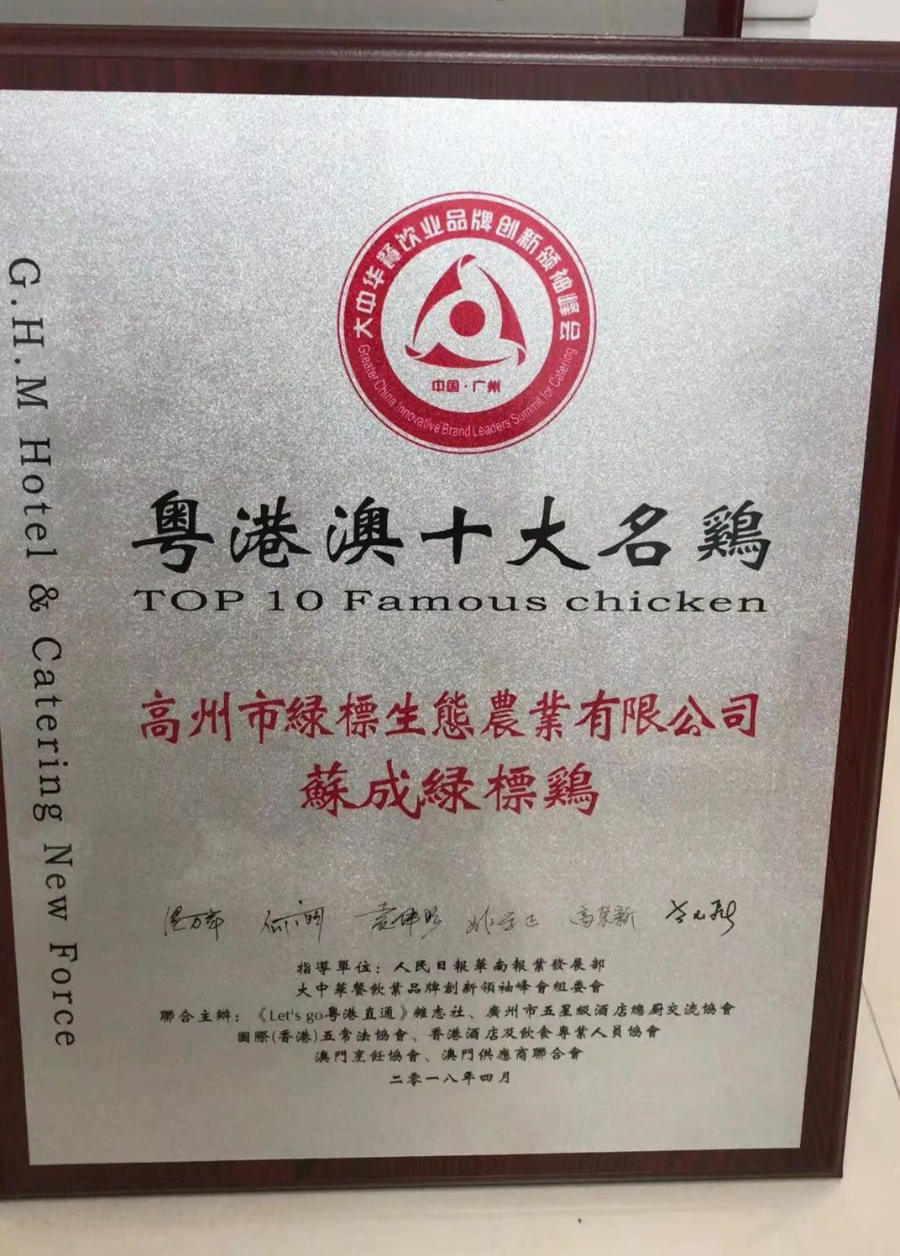 大中华餐饮业品牌创新领袖峰会
中国·广州
Greater China Innovative Brand Leaders Summit for Catering
粤港澳十大名鷄
TOP 10 Famous chicken
高州市緑標生態農業有限公司
蘇成緑標鷄
指導單位：人民日報華南報業發展部
大中華餐飲業品牌創新領袖峰會組委會
聯合主辦：《Let's go粤港直通》雜志社、廣州市五星級酒店總厨交流協會
國際(香港)五常法協會、香港酒店及飲食專業人員協會
澳門烹飪協會、澳門供應商聯合會
二零一八年四月
G.H.M Hotel & Catering New Force